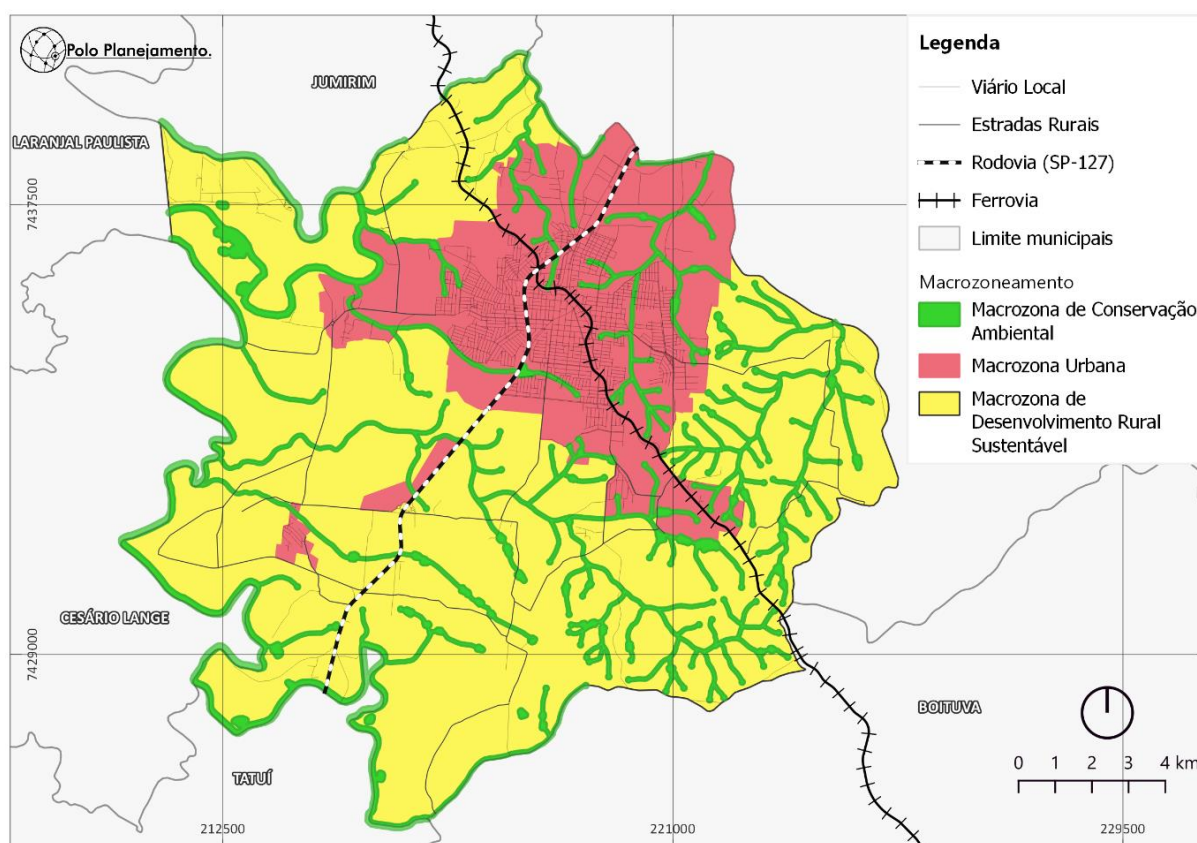 Polo Planejamento.
JUMIRIM
LARANJAL PAULISTA
7437500
CESÁRIO LANGE
7429000
TATUÍ
BOITUVA
212500
221000
229500
Legenda
Viário Local
Estradas Rurais
Rodovia (SP-127)
Ferrovia
Limite municipais
Macrozoneamento
Macrozona de Conservação
Ambiental
Macrozona Urbana
Macrozona de
Desenvolvimento Rural
Sustentável
0 1 2 3 4 km